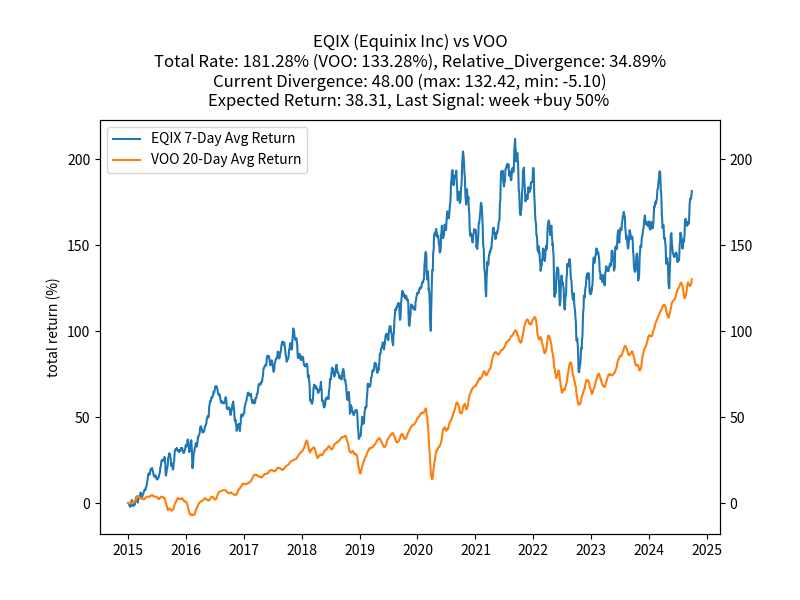 EQIX (Equinix Inc) vs VOO
Total Rate: 181.28% (VOO: 133.28%), Relative_Divergence: 34.89%
Current Divergence: 48.00 (max: 132.42, min: -5.10)
Expected Return: 38.31, Last Signal: week +buy 50%
EQIX 7-Day Avg Return
VOO 20-Day Avg Return
total return (%)
200
150
100
50
0
200
150
100
50
0
2015 2016 2017 2018 2019 2020 2021 2022 2023 2024 2025